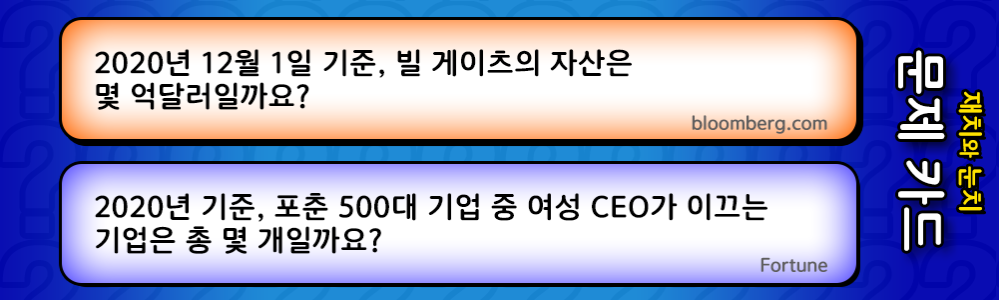 2020년 12월 1일 기준, 빌 게이츠의 자산은
몇 억달러일까요?
bloomberg.com
2020년 기준, 포춘 500대 기업 중 여성 CEO가 이끄는
기업은 총 몇 개일까요?
Fortune
재치와 눈치
문제 카드